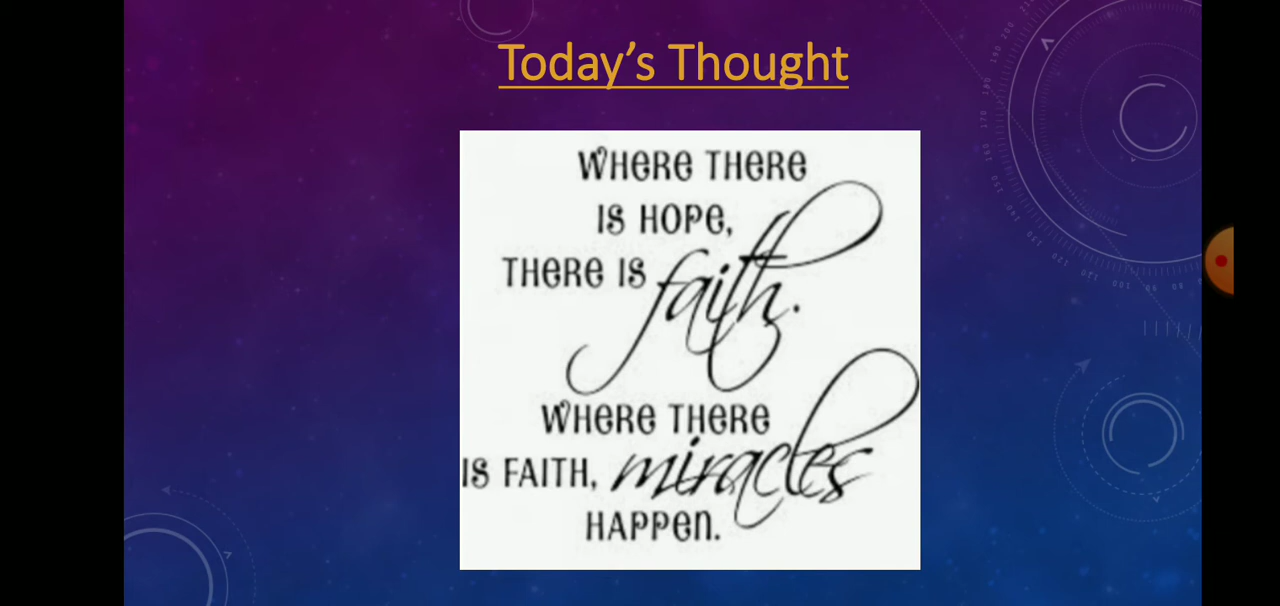 Today's Thought
WHERE THERE
IS HOPE,
THERE IS faith.
WHERE THERE
IS FAITH, miracles
HAPPEN.